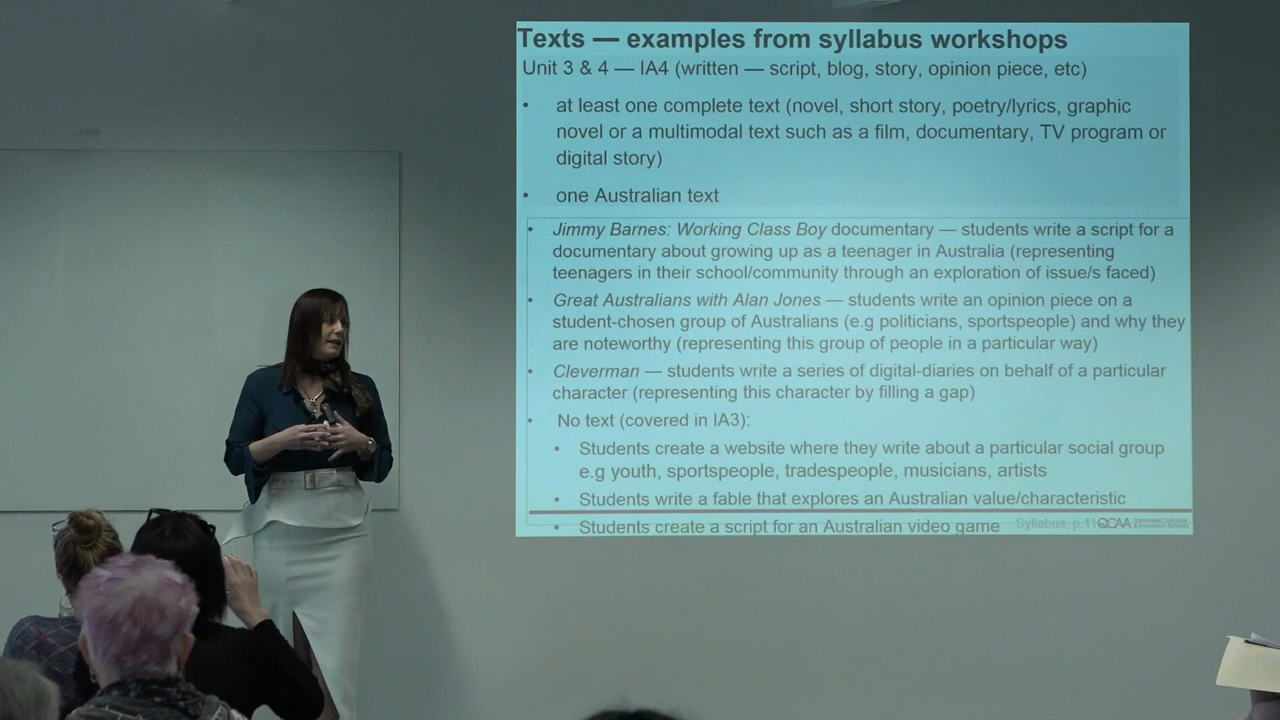 Texts — examples from syllabus workshops
Unit 3 & 4 — IA4 (written — script, blog, story, opinion piece, etc)
• at least one complete text (novel, short story, poetry/lyrics, graphic
novel or a multimodal text such as a film, documentary, TV program or
digital story)
• one Australian text
• Jimmy Barnes: Working Class Boy documentary — students write a script for a
documentary about growing up as a teenager in Australia (representing
teenagers in their school/community through an exploration of issue/s faced)
• Great Australians with Alan Jones — students write an opinion piece on a
student-chosen group of Australians (e.g politicians, sportspeople) and why they
are noteworthy (representing this group of people in a particular way)
• Cleverman — students write a series of digital-diaries on behalf of a particular
character (representing this character by filling a gap)
• No text (covered in IA3):
• Students create a website where they write about a particular social group
e.g youth, sportspeople, tradespeople, musicians, artists
• Students write a fable that explores an Australian value/characteristic
• Students create a script for an Australian video game
Syllabus, p.11
QCAA